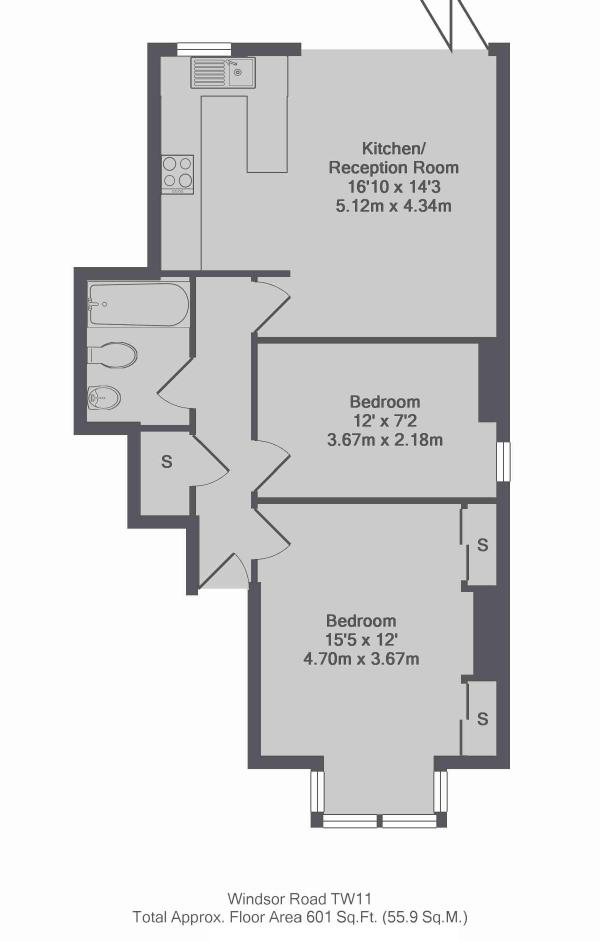 Kitchen/
Reception Room
16'10 x 14'3
5.12m x 4.34m
Bedroom
12' x 7'2
3.67m x 2.18m
S
S
Bedroom
15'5 x 12'
4.70m x 3.67m
S
Windsor Road TW11
Total Approx. Floor Area 601 Sq.Ft. (55.9 Sq.M.)